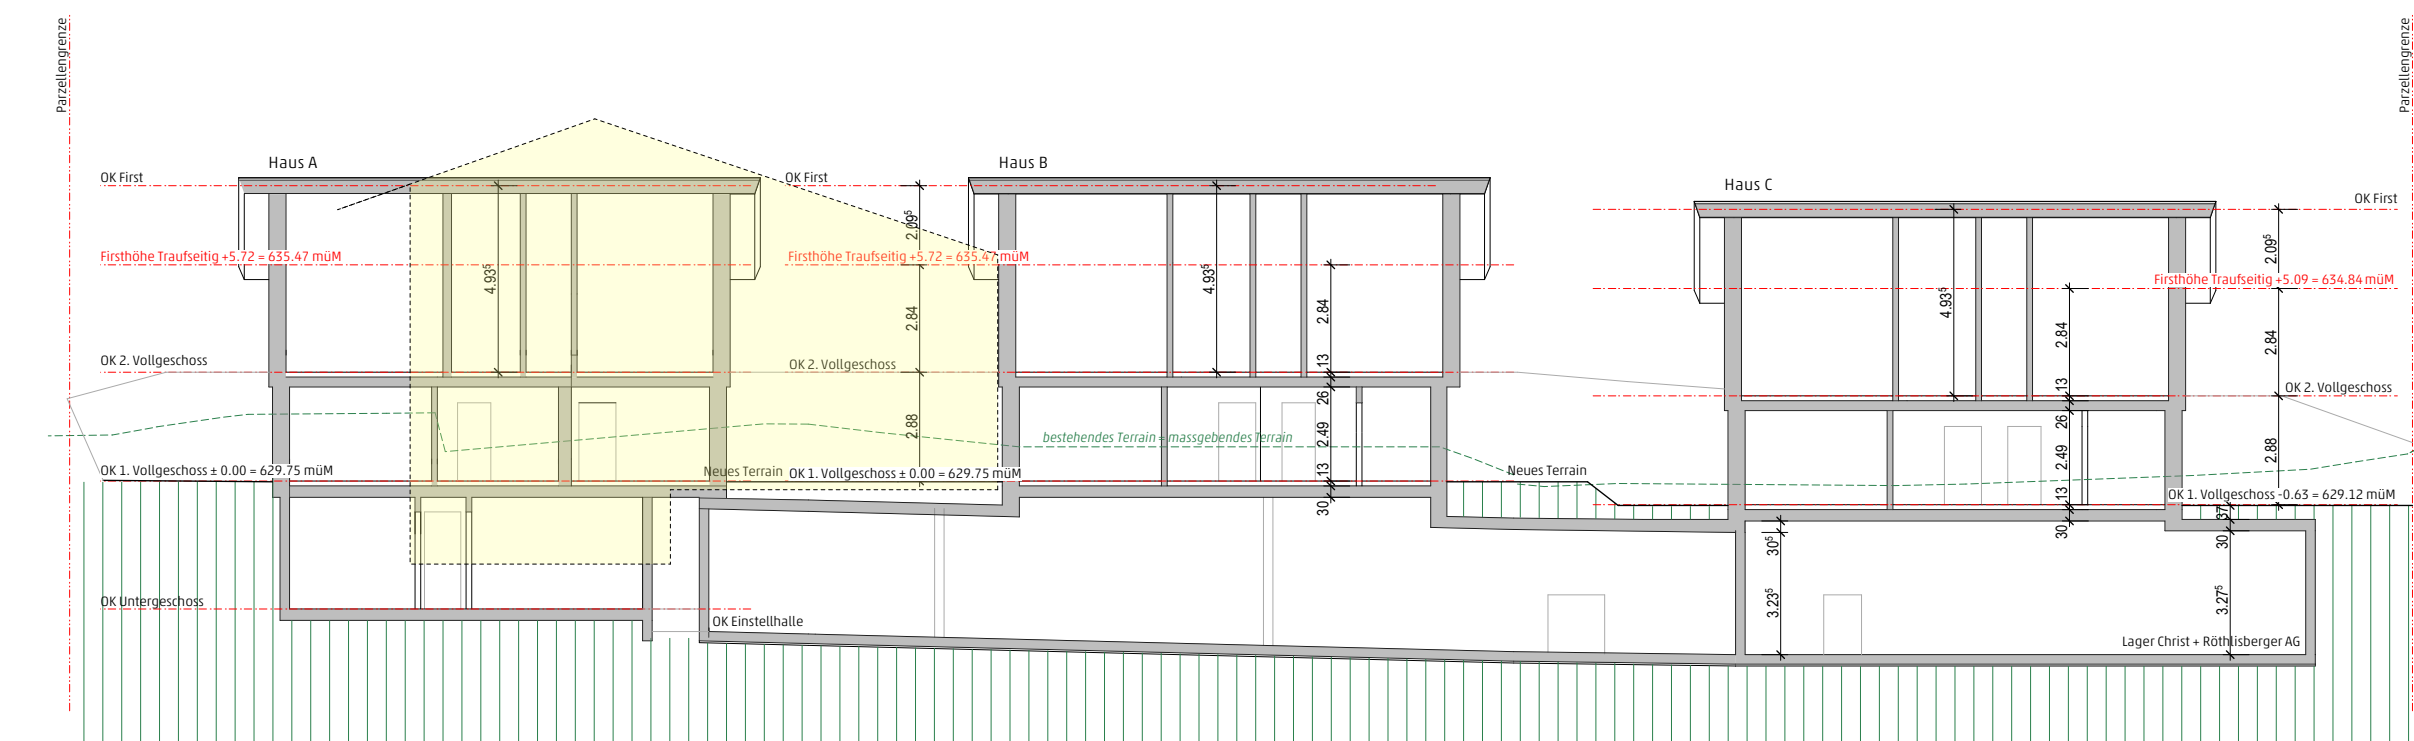 Parzellengrenze
Parzellengrenze
Haus A
Haus B
Haus C
OK First
OK First
OK First
2.09⁵
2.09⁵
Firsthöhe Traufseitig +5.72 = 635.47 müM
Firsthöhe Traufseitig +5.72 = 635.47 müM
Firsthöhe Traufseitig +5.09 = 634.84 müM
4.93⁵
4.93⁵
4.93⁵
2.84
2.84
2.84
2.84
OK 2. Vollgeschoss
OK 2. Vollgeschoss
OK 2. Vollgeschoss
13
26
13
26
2.88
2.49
2.49
2.88
bestehendes Terrain = massgebendes Terrain
OK 1. Vollgeschoss ± 0.00 = 629.75 müM
Neues Terrain
OK 1. Vollgeschoss ± 0.00 = 629.75 müM
Neues Terrain
OK 1. Vollgeschoss -0.63 = 629.12 müM
13
30
13
30
37⁵
30
30⁵
3.23⁵
3.27⁵
OK Untergeschoss
OK Einstellhalle
Lager Christ + Röthlisberger AG